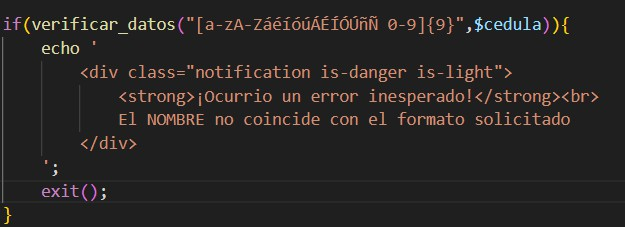 if(verificar_datos("[a-zA-ZáéíóúÁÉÍÓÚñÑ 0-9]{9}",$cedula)){
    echo '
        <div class="notification is-danger is-light">
            <strong>¡Ocurrio un error inesperado!</strong><br>
            El NOMBRE no coincide con el formato solicitado
        </div>
    ';
    exit();
}